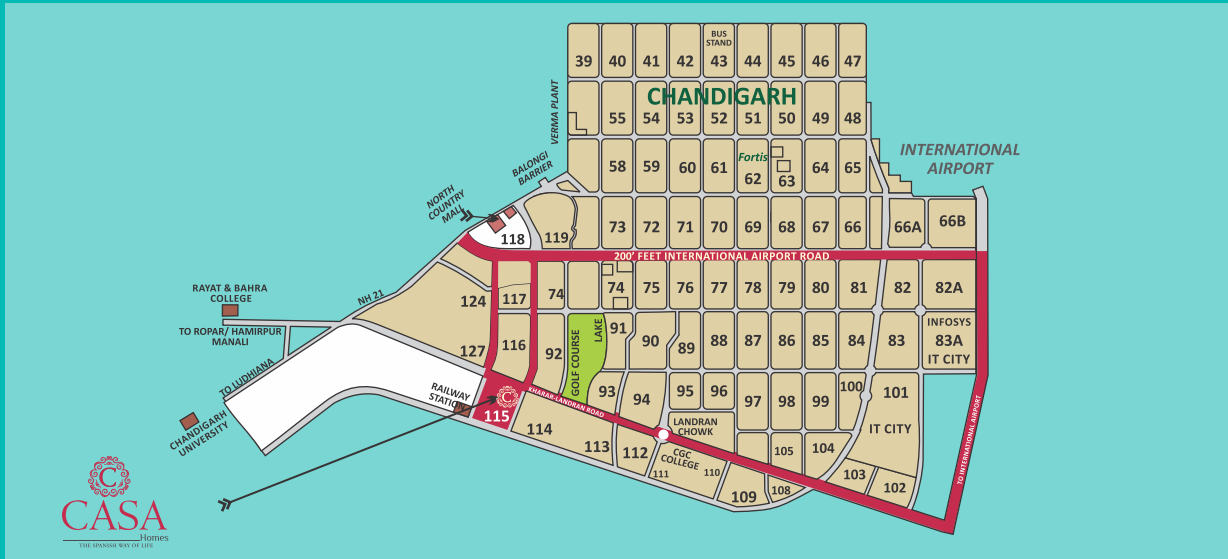 BUS
STAND
39 40 41 42 43 44 45 46 47
CHANDIGARH
VERMA PLANT
55 54 53 52 51 50 49 48
INTERNATIONAL
AIRPORT
BALONGI
BARRIER
Fortis
58 59 60 61 62 63 64 65
NORTH
COUNTRY
MALL
118 119 73 72 71 70 69 68 67 66 66A 66B
200' FEET INTERNATIONAL AIRPORT ROAD
RAYAT & BAHRA
COLLEGE
NH 21
124 117 74 74 75 76 77 78 79 80 81 82 82A
TO ROPAR/ HAMIRPUR
MANALI
GOLF COURSE
LAKE
INFOSYS
127 116 92 91 90 89 88 87 86 85 84 83 83A
IT CITY
TO LUDHIANA
RAILWAY
STATION
C
115
KHARAR-LANDRAN ROAD
93 94 95 96 97 98 99 100 101
CHANDIGARH
UNIVERSITY
LANDRAN
CHOWK
IT CITY
TO INTERNATIONAL AIRPORT
114 113 112 105 104
CGC
COLLEGE
111 110 109 108 103 102
C
CASA
Homes
THE SPANISH WAY OF LIFE